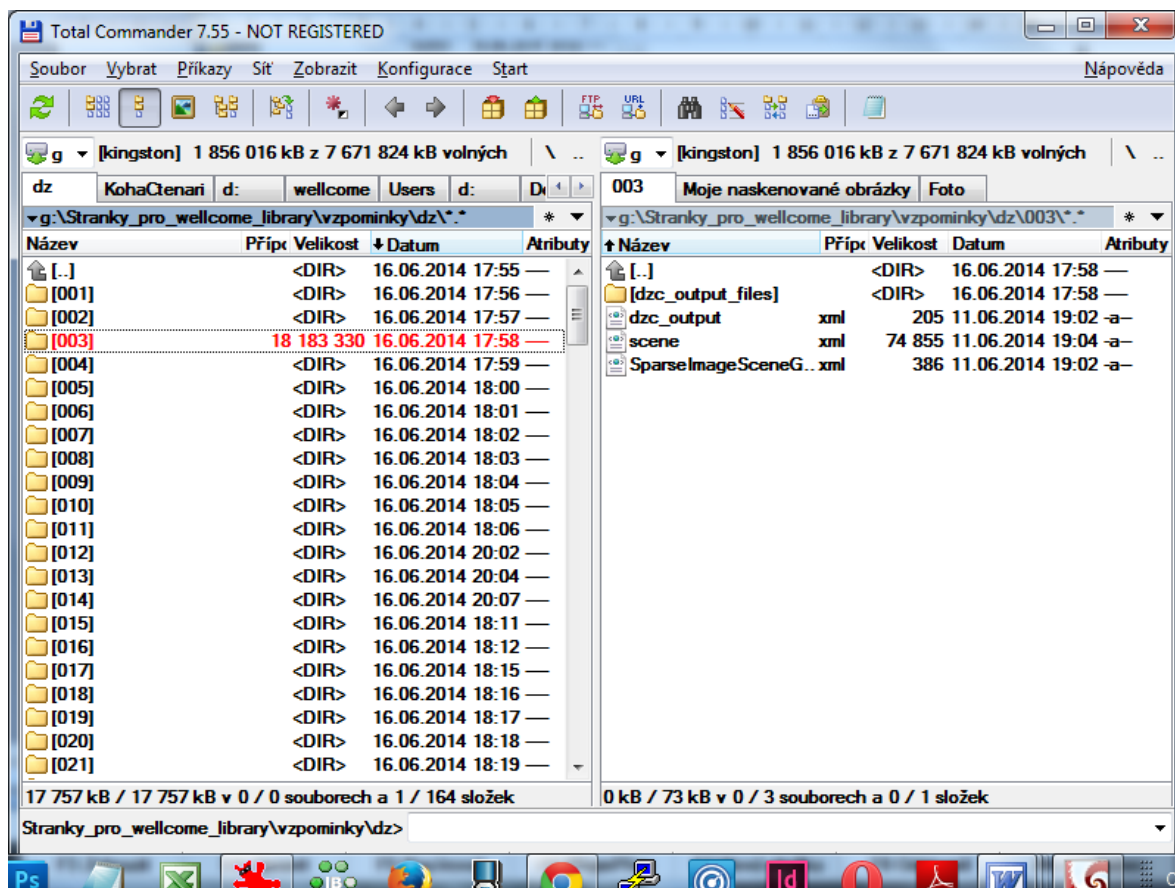 Total Commander 7.55 - NOT REGISTERED
Soubor Vybrat Příkazy Síť Zobrazit Konfigurace Start Nápověda
FTP URL
g [kingston] 1 856 016 kB z 7 671 824 kB volných \ ..
dz KohaCtenari d: wellcome Users d:
g:\Stranky_pro_wellcome_library\vzpominky\dz\*.* * ▼
Název Přípc Velikost Datum Atributy
[..] <DIR> 16.06.2014 17:55 —
[001] <DIR> 16.06.2014 17:56 —
[002] <DIR> 16.06.2014 17:57 —
[003] 18 183 330 16.06.2014 17:58 —
[004] <DIR> 16.06.2014 17:59 —
[005] <DIR> 16.06.2014 18:00 —
[006] <DIR> 16.06.2014 18:01 —
[007] <DIR> 16.06.2014 18:02 —
[008] <DIR> 16.06.2014 18:03 —
[009] <DIR> 16.06.2014 18:04 —
[010] <DIR> 16.06.2014 18:05 —
[011] <DIR> 16.06.2014 18:06 —
[012] <DIR> 16.06.2014 20:02 —
[013] <DIR> 16.06.2014 20:04 —
[014] <DIR> 16.06.2014 20:07 —
[015] <DIR> 16.06.2014 18:11 —
[016] <DIR> 16.06.2014 18:12 —
[017] <DIR> 16.06.2014 18:15 —
[018] <DIR> 16.06.2014 18:16 —
[019] <DIR> 16.06.2014 18:17 —
[020] <DIR> 16.06.2014 18:18 —
[021] <DIR> 16.06.2014 18:19 —
17 757 kB / 17 757 kB v 0 / 0 souborech a 1 / 164 složek
g [kingston] 1 856 016 kB z 7 671 824 kB volných \ ..
003 Moje naskenované obrázky Foto
g:\Stranky_pro_wellcome_library\vzpominky\dz\003\*.* * ▼
Název Přípc Velikost Datum Atributy
[..] <DIR> 16.06.2014 17:58 —
[dzc_output_files] <DIR> 16.06.2014 17:58 —
dzc_output xml 205 11.06.2014 19:02 -a–
scene xml 74 855 11.06.2014 19:04 -a–
SparseImageSceneG.. xml 386 11.06.2014 19:02 -a–
0 kB / 73 kB v 0 / 3 souborech a 0 / 1 složek
Stranky_pro_wellcome_library\vzpominky\dz>
Ps IB Id W